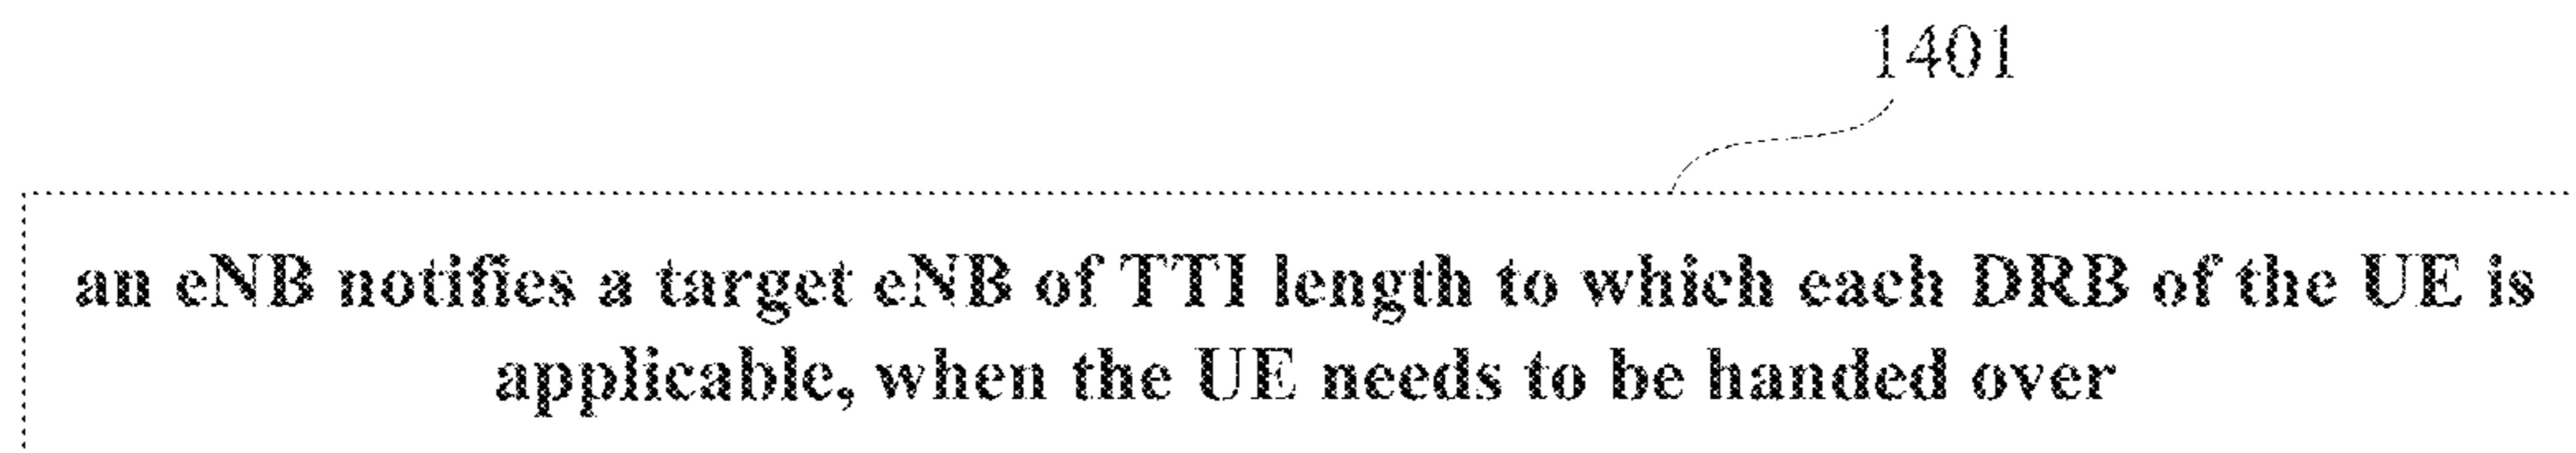 1401
an eNB notifies a target eNB of TTI length to which each DRB of the UE is
applicable, when the UE needs to be handed over